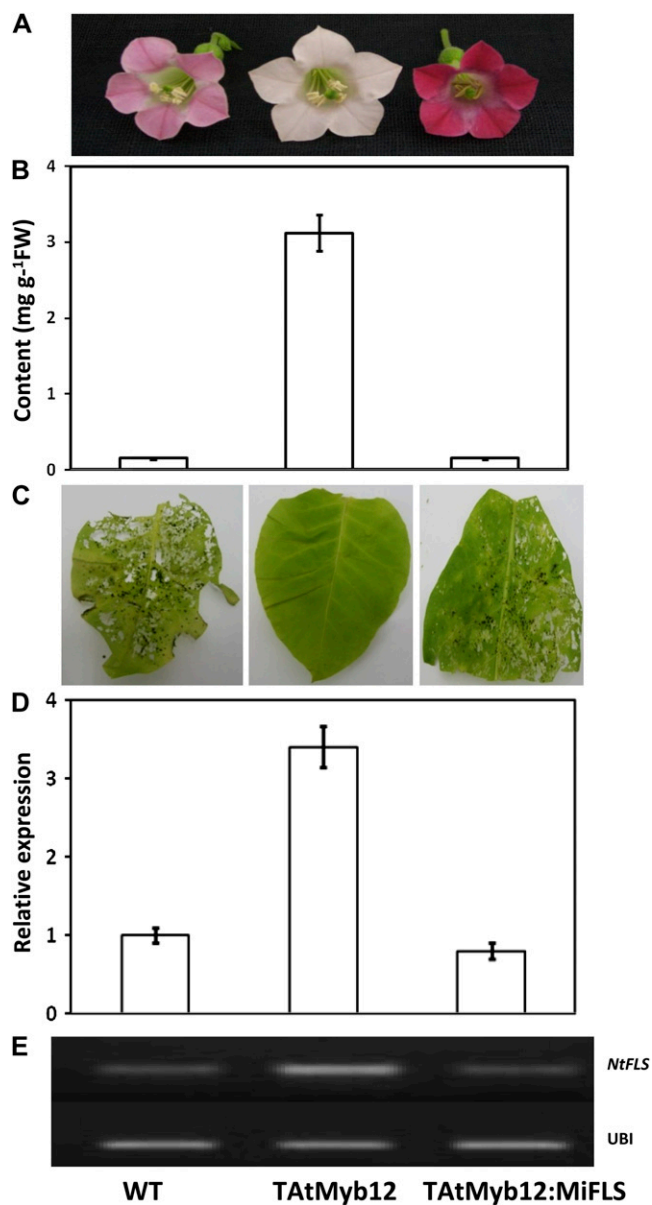 A
B
Content (mg g-¹FW)
4
3
2
1
0
C
D
Relative expression
4
3
2
1
0
E
NtFLS
UBI
WT TAtMyb12 TAtMyb12:MiFLS